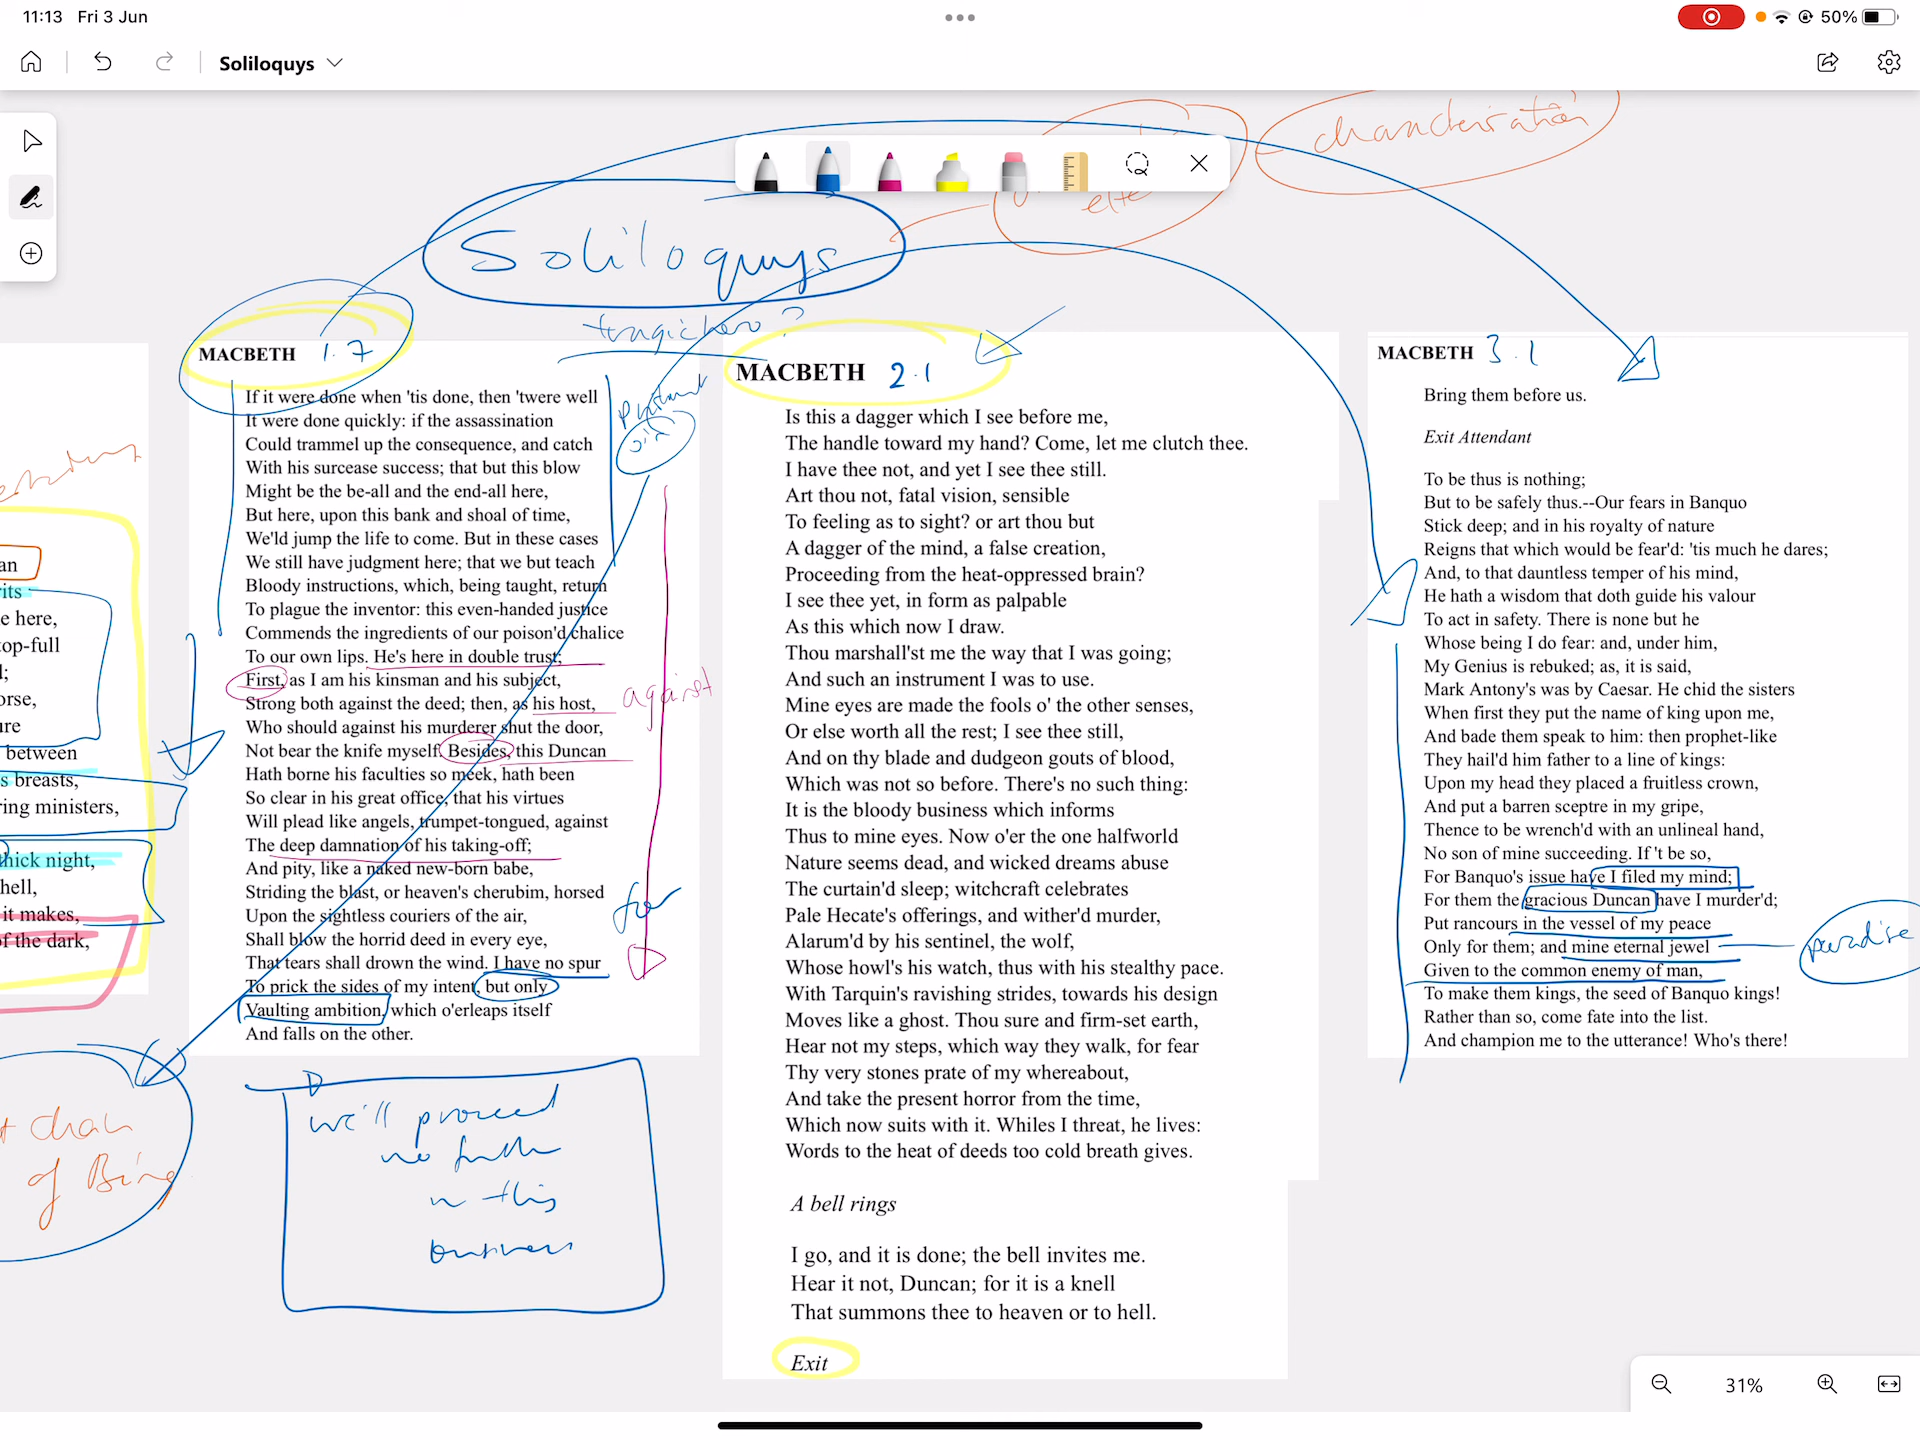 11:13 Fri 3 Jun
50%
Soliloquys
characterisation
else
Soliloquys
tragic hero?
MACBETH 1.7
If it were done when 'tis done, then 'twere well
It were done quickly: if the assassination
Could trammel up the consequence, and catch
With his surcease success; that but this blow
Might be the be-all and the end-all here,
But here, upon this bank and shoal of time,
We'ld jump the life to come. But in these cases
We still have judgment here; that we but teach
Bloody instructions, which, being taught, return
To plague the inventor: this even-handed justice
Commends the ingredients of our poison'd chalice
To our own lips. He's here in double trust;
First, as I am his kinsman and his subject,
Strong both against the deed; then, as his host,
Who should against his murderer shut the door,
Not bear the knife myself. Besides, this Duncan
Hath borne his faculties so meek, hath been
So clear in his great office, that his virtues
Will plead like angels, trumpet-tongued, against
The deep damnation of his taking-off;
And pity, like a naked new-born babe,
Striding the blast, or heaven's cherubim, horsed
Upon the sightless couriers of the air,
Shall blow the horrid deed in every eye,
That tears shall drown the wind. I have no spur
To prick the sides of my intent, but only
Vaulting ambition, which o'erleaps itself
And falls on the other.
against
for
we'll proceed
no further
in this
business
an
rits
e here,
top-full
d;
orse,
ure
between
s breasts,
ring ministers,
thick night,
hell,
it makes,
of the dark,
chain
of Being
MACBETH 2.1
Is this a dagger which I see before me,
The handle toward my hand? Come, let me clutch thee.
I have thee not, and yet I see thee still.
Art thou not, fatal vision, sensible
To feeling as to sight? or art thou but
A dagger of the mind, a false creation,
Proceeding from the heat-oppressed brain?
I see thee yet, in form as palpable
As this which now I draw.
Thou marshall'st me the way that I was going;
And such an instrument I was to use.
Mine eyes are made the fools o' the other senses,
Or else worth all the rest; I see thee still,
And on thy blade and dudgeon gouts of blood,
Which was not so before. There's no such thing:
It is the bloody business which informs
Thus to mine eyes. Now o'er the one halfworld
Nature seems dead, and wicked dreams abuse
The curtain'd sleep; witchcraft celebrates
Pale Hecate's offerings, and wither'd murder,
Alarum'd by his sentinel, the wolf,
Whose howl's his watch, thus with his stealthy pace.
With Tarquin's ravishing strides, towards his design
Moves like a ghost. Thou sure and firm-set earth,
Hear not my steps, which way they walk, for fear
Thy very stones prate of my whereabout,
And take the present horror from the time,
Which now suits with it. Whiles I threat, he lives:
Words to the heat of deeds too cold breath gives.
A bell rings
I go, and it is done; the bell invites me.
Hear it not, Duncan; for it is a knell
That summons thee to heaven or to hell.
Exit
MACBETH 3.1
Bring them before us.
Exit Attendant
To be thus is nothing;
But to be safely thus.--Our fears in Banquo
Stick deep; and in his royalty of nature
Reigns that which would be fear'd: 'tis much he dares;
And, to that dauntless temper of his mind,
He hath a wisdom that doth guide his valour
To act in safety. There is none but he
Whose being I do fear: and, under him,
My Genius is rebuked; as, it is said,
Mark Antony's was by Caesar. He chid the sisters
When first they put the name of king upon me,
And bade them speak to him: then prophet-like
They hail'd him father to a line of kings:
Upon my head they placed a fruitless crown,
And put a barren sceptre in my gripe,
Thence to be wrench'd with an unlineal hand,
No son of mine succeeding. If 't be so,
For Banquo's issue have I filed my mind;
For them the gracious Duncan have I murder'd;
Put rancours in the vessel of my peace
Only for them; and mine eternal jewel
Given to the common enemy of man,
To make them kings, the seed of Banquo kings!
Rather than so, come fate into the list.
And champion me to the utterance! Who's there!
paradise
31%